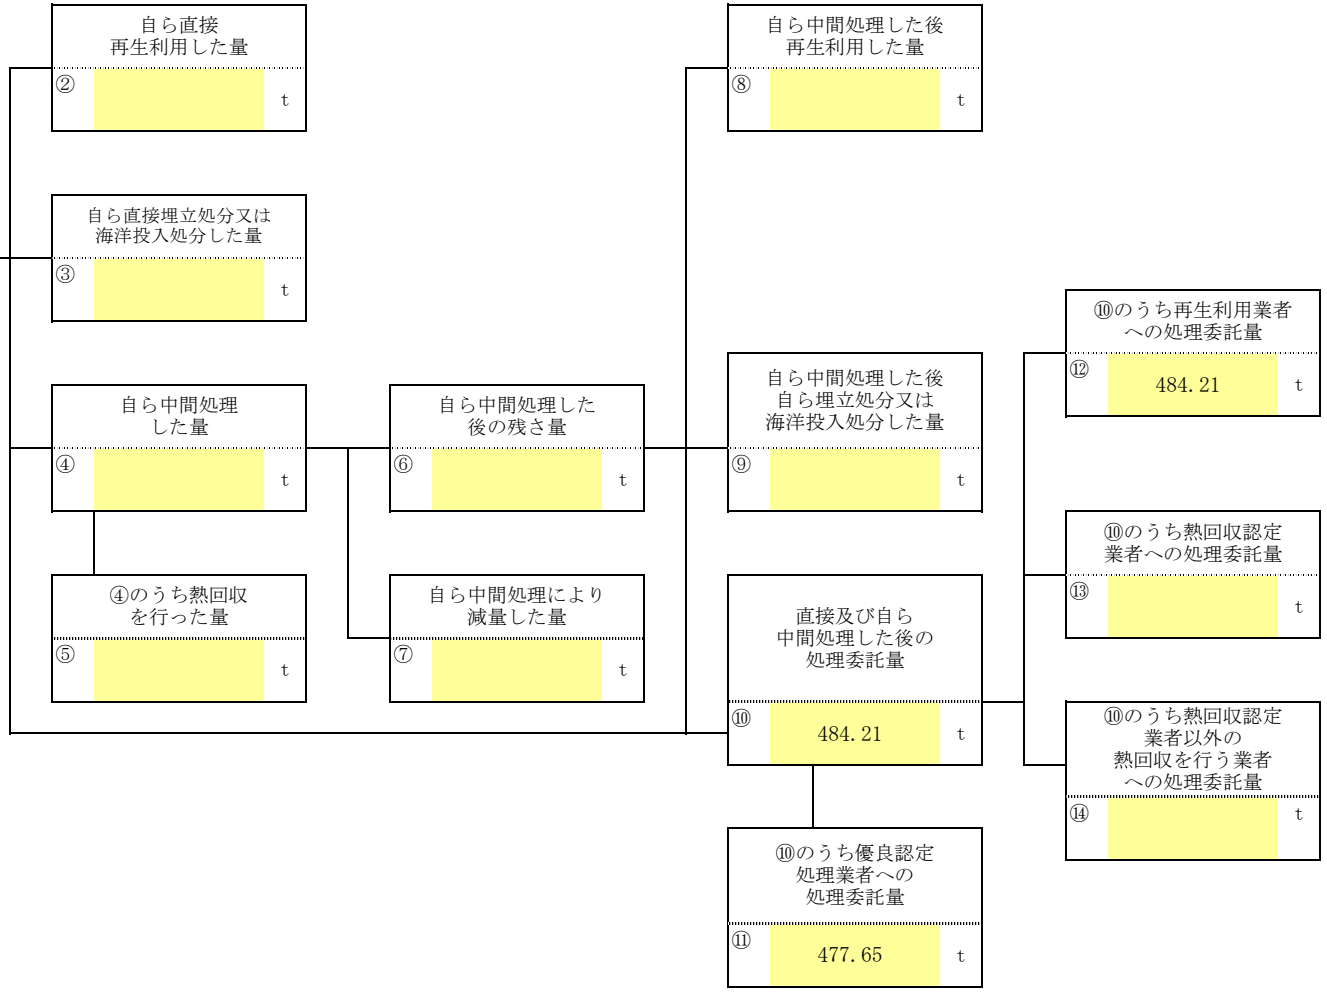 自ら直接
再生利用した量
②
t
自ら中間処理した後
再生利用した量
⑧
t
自ら直接埋立処分又は
海洋投入処分した量
③
t
⑩のうち再生利用業者
への処理委託量
⑫
484.21
t
自ら中間処理
した量
④
t
自ら中間処理した
後の残さ量
⑥
t
自ら中間処理した後
自ら埋立処分又は
海洋投入処分した量
⑨
t
⑩のうち熱回収認定
業者への処理委託量
⑬
t
④のうち熱回収
を行った量
⑤
t
自ら中間処理により
減量した量
⑦
t
直接及び自ら
中間処理した後の
処理委託量
⑩
484.21
t
⑩のうち熱回収認定
業者以外の
熱回収を行う業者
への処理委託量
⑭
t
⑩のうち優良認定
処理業者への
処理委託量
⑪
477.65
t